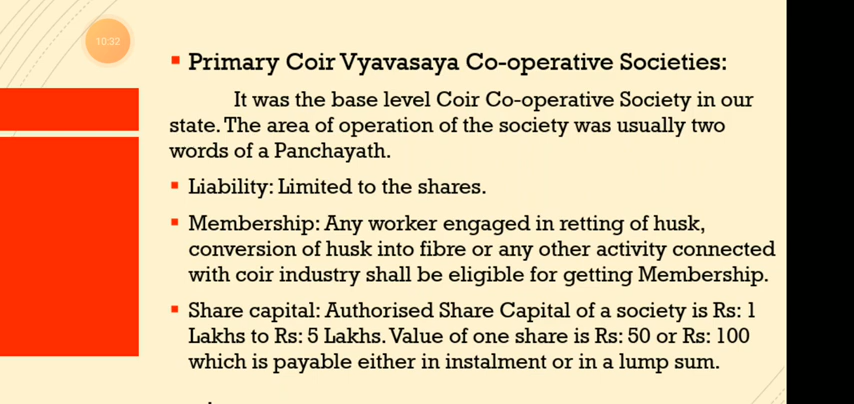 10:32
Primary Coir Vyavasaya Co-operative Societies:
It was the base level Coir Co-operative Society in our
state. The area of operation of the society was usually two
words of a Panchayath.
Liability: Limited to the shares.
Membership: Any worker engaged in retting of husk,
conversion of husk into fibre or any other activity connected
with coir industry shall be eligible for getting Membership.
Share capital: Authorised Share Capital of a society is Rs: 1
Lakhs to Rs: 5 Lakhs. Value of one share is Rs: 50 or Rs: 100
which is payable either in instalment or in a lump sum.